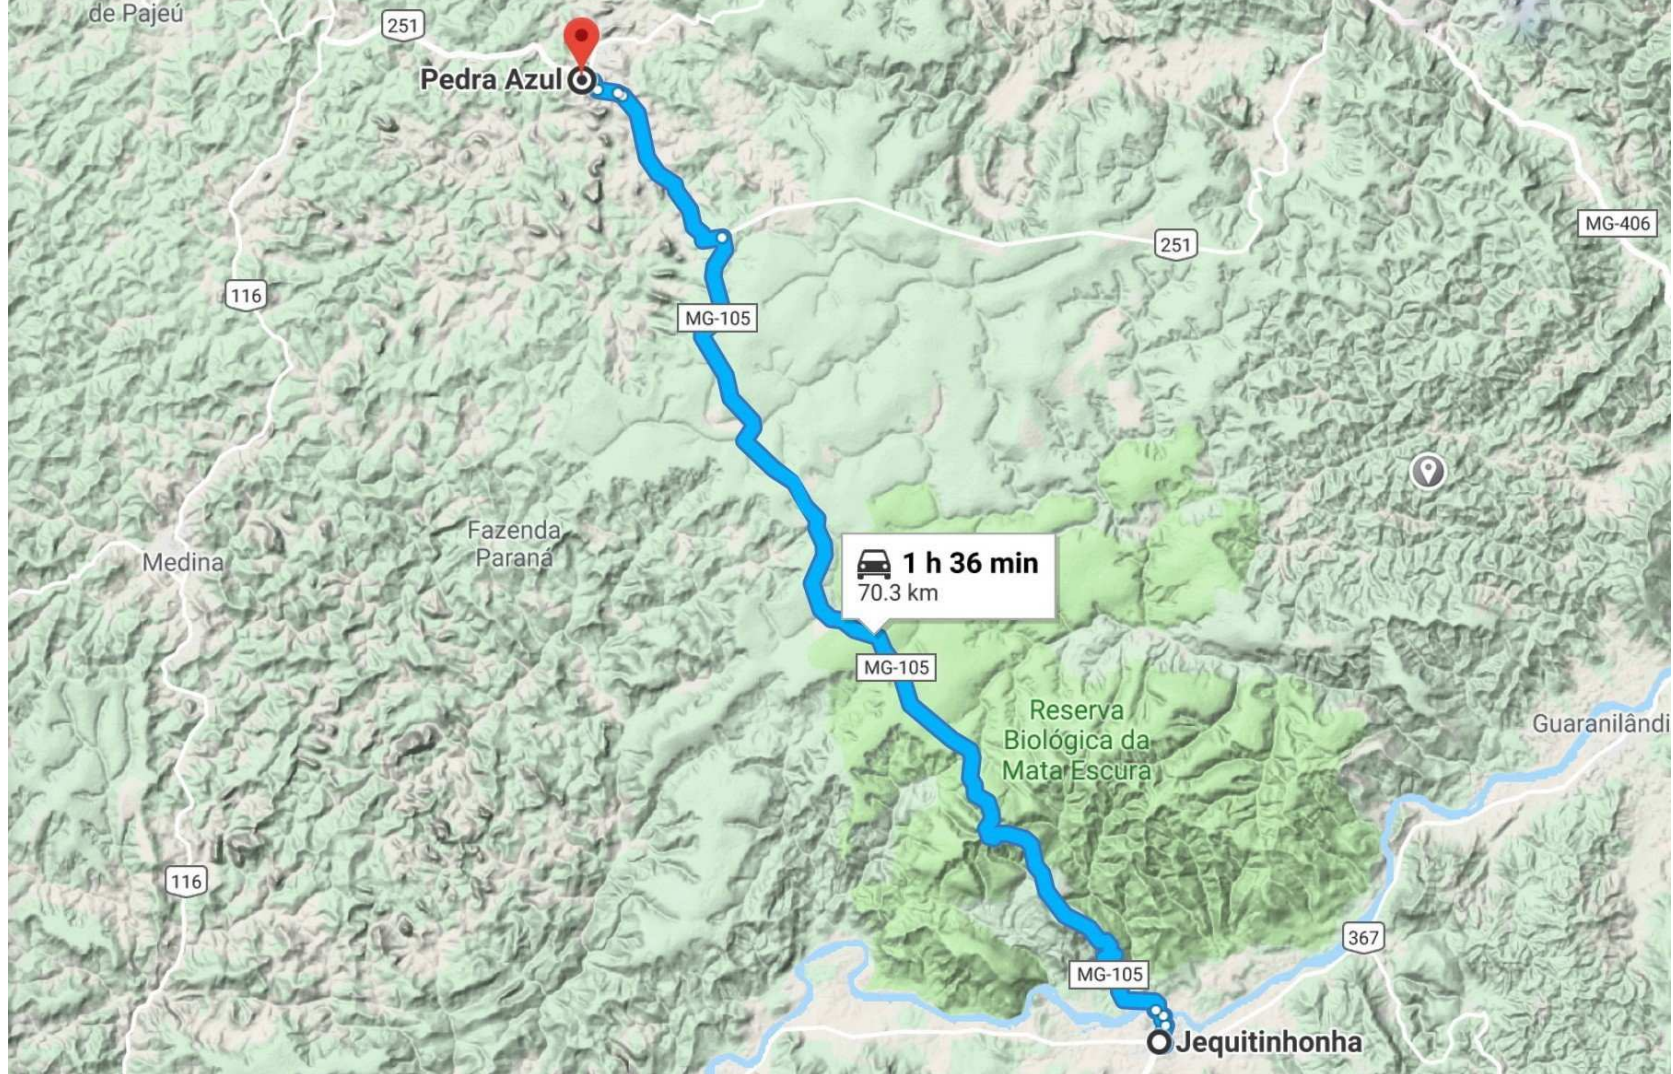 de Pajeú
251
Pedra Azul
MG-406
251
116
MG-105
Fazenda
Paraná
Medina
1 h 36 min
70.3 km
MG-105
Reserva
Biológica da
Mata Escura
Guaranilândi
116
367
MG-105
Jequitinhonha